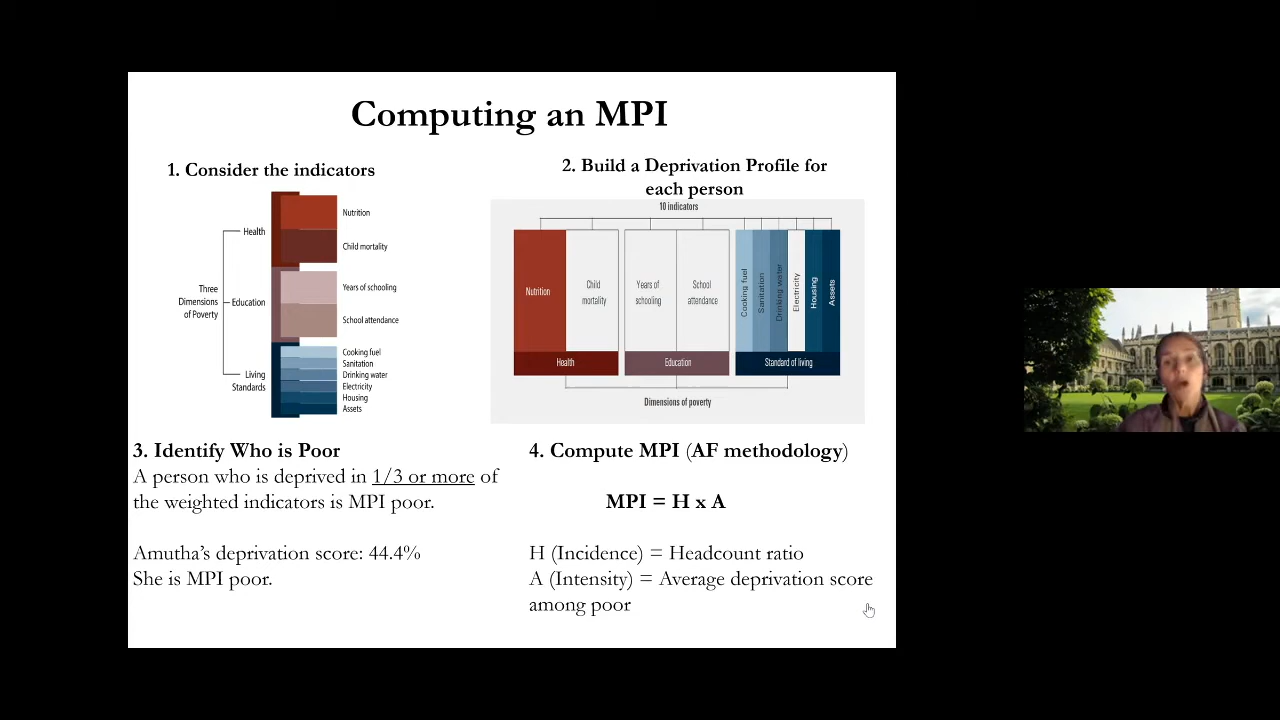 Computing an MPI
1. Consider the indicators
Three
Dimensions
of Poverty
Health
Education
Living
Standards
Nutrition
Child mortality
Years of schooling
School attendance
Cooking fuel
Sanitation
Drinking water
Electricity
Housing
Assets
2. Build a Deprivation Profile for
each person
10 indicators
Nutrition
Child
mortality
Years of
schooling
School
attendance
Cooking fuel
Sanitation
Drinking water
Electricity
Housing
Assets
Health
Education
Standard of living
Dimensions of poverty
3. Identify Who is Poor
A person who is deprived in 1/3 or more of
the weighted indicators is MPI poor.
Amutha’s deprivation score: 44.4%
She is MPI poor.
4. Compute MPI (AF methodology)
MPI = H x A
H (Incidence) = Headcount ratio
A (Intensity) = Average deprivation score
among poor